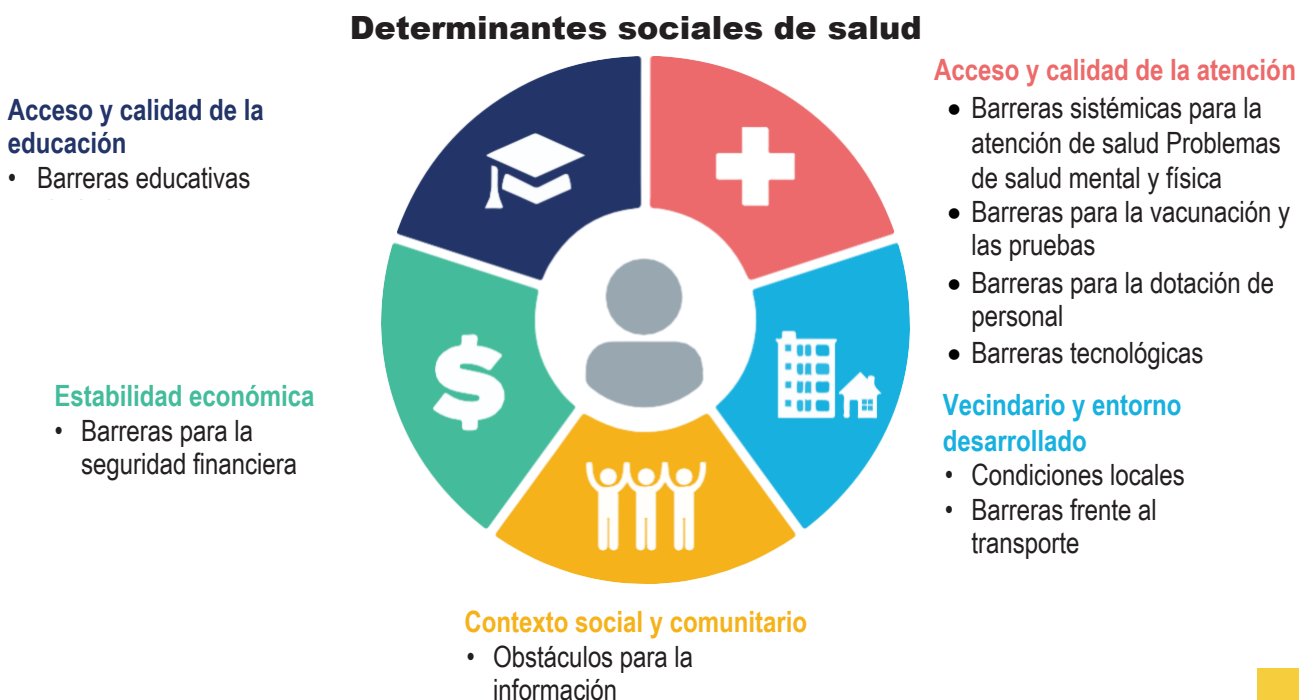 Determinantes sociales de salud
Acceso y calidad de la
educación
• Barreras educativas
Estabilidad económica
• Barreras para la
seguridad financiera
Contexto social y comunitario
• Obstáculos para la
información
Acceso y calidad de la atención
• Barreras sistémicas para la
atención de salud Problemas
de salud mental y física
• Barreras para la vacunación y
las pruebas
• Barreras para la dotación de
personal
• Barreras tecnológicas
Vecindario y entorno
desarrollado
• Condiciones locales
• Barreras frente al
transporte
$